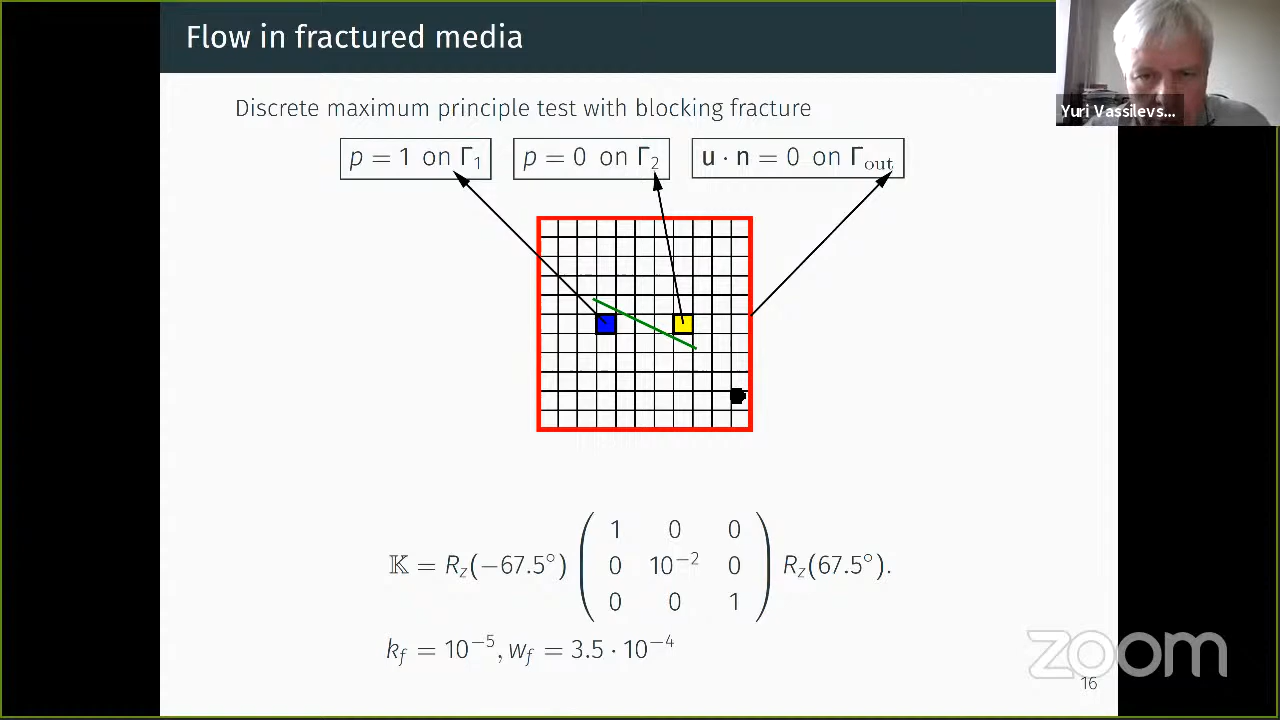 Flow in fractured media
Yuri Vassilevs...
Discrete maximum principle test with blocking fracture
p = 1 on Γ₁
p = 0 on Γ₂
u · n = 0 on Γout
𝕂 = R_z(−67.5°) ( 1 0 0
0 10⁻² 0
0 0 1 ) R_z(67.5°).
k_f = 10⁻⁵, w_f = 3.5 · 10⁻⁴
zoom
16